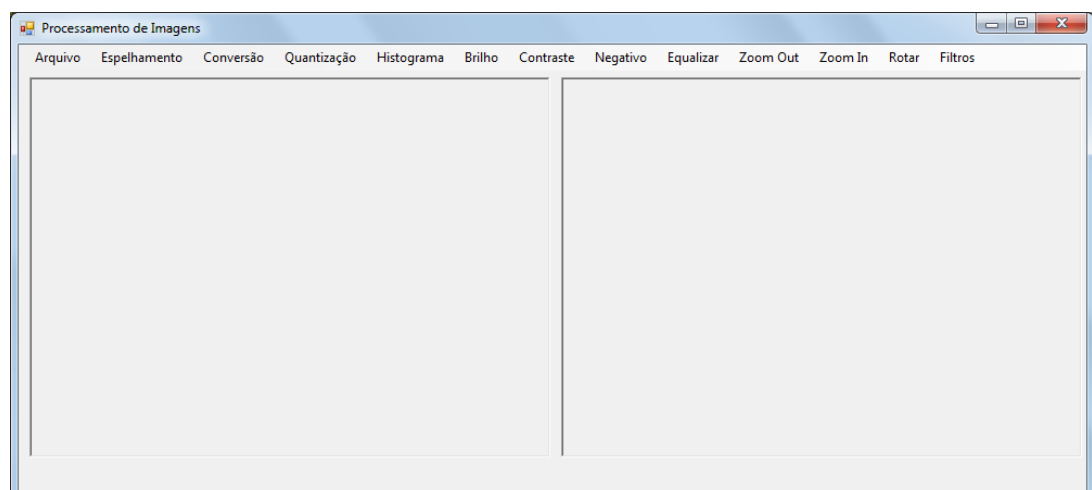 Processamento de Imagens
Arquivo Espelhamento Conversão Quantização Histograma Brilho Contraste Negativo Equalizar Zoom Out Zoom In Rotar Filtros